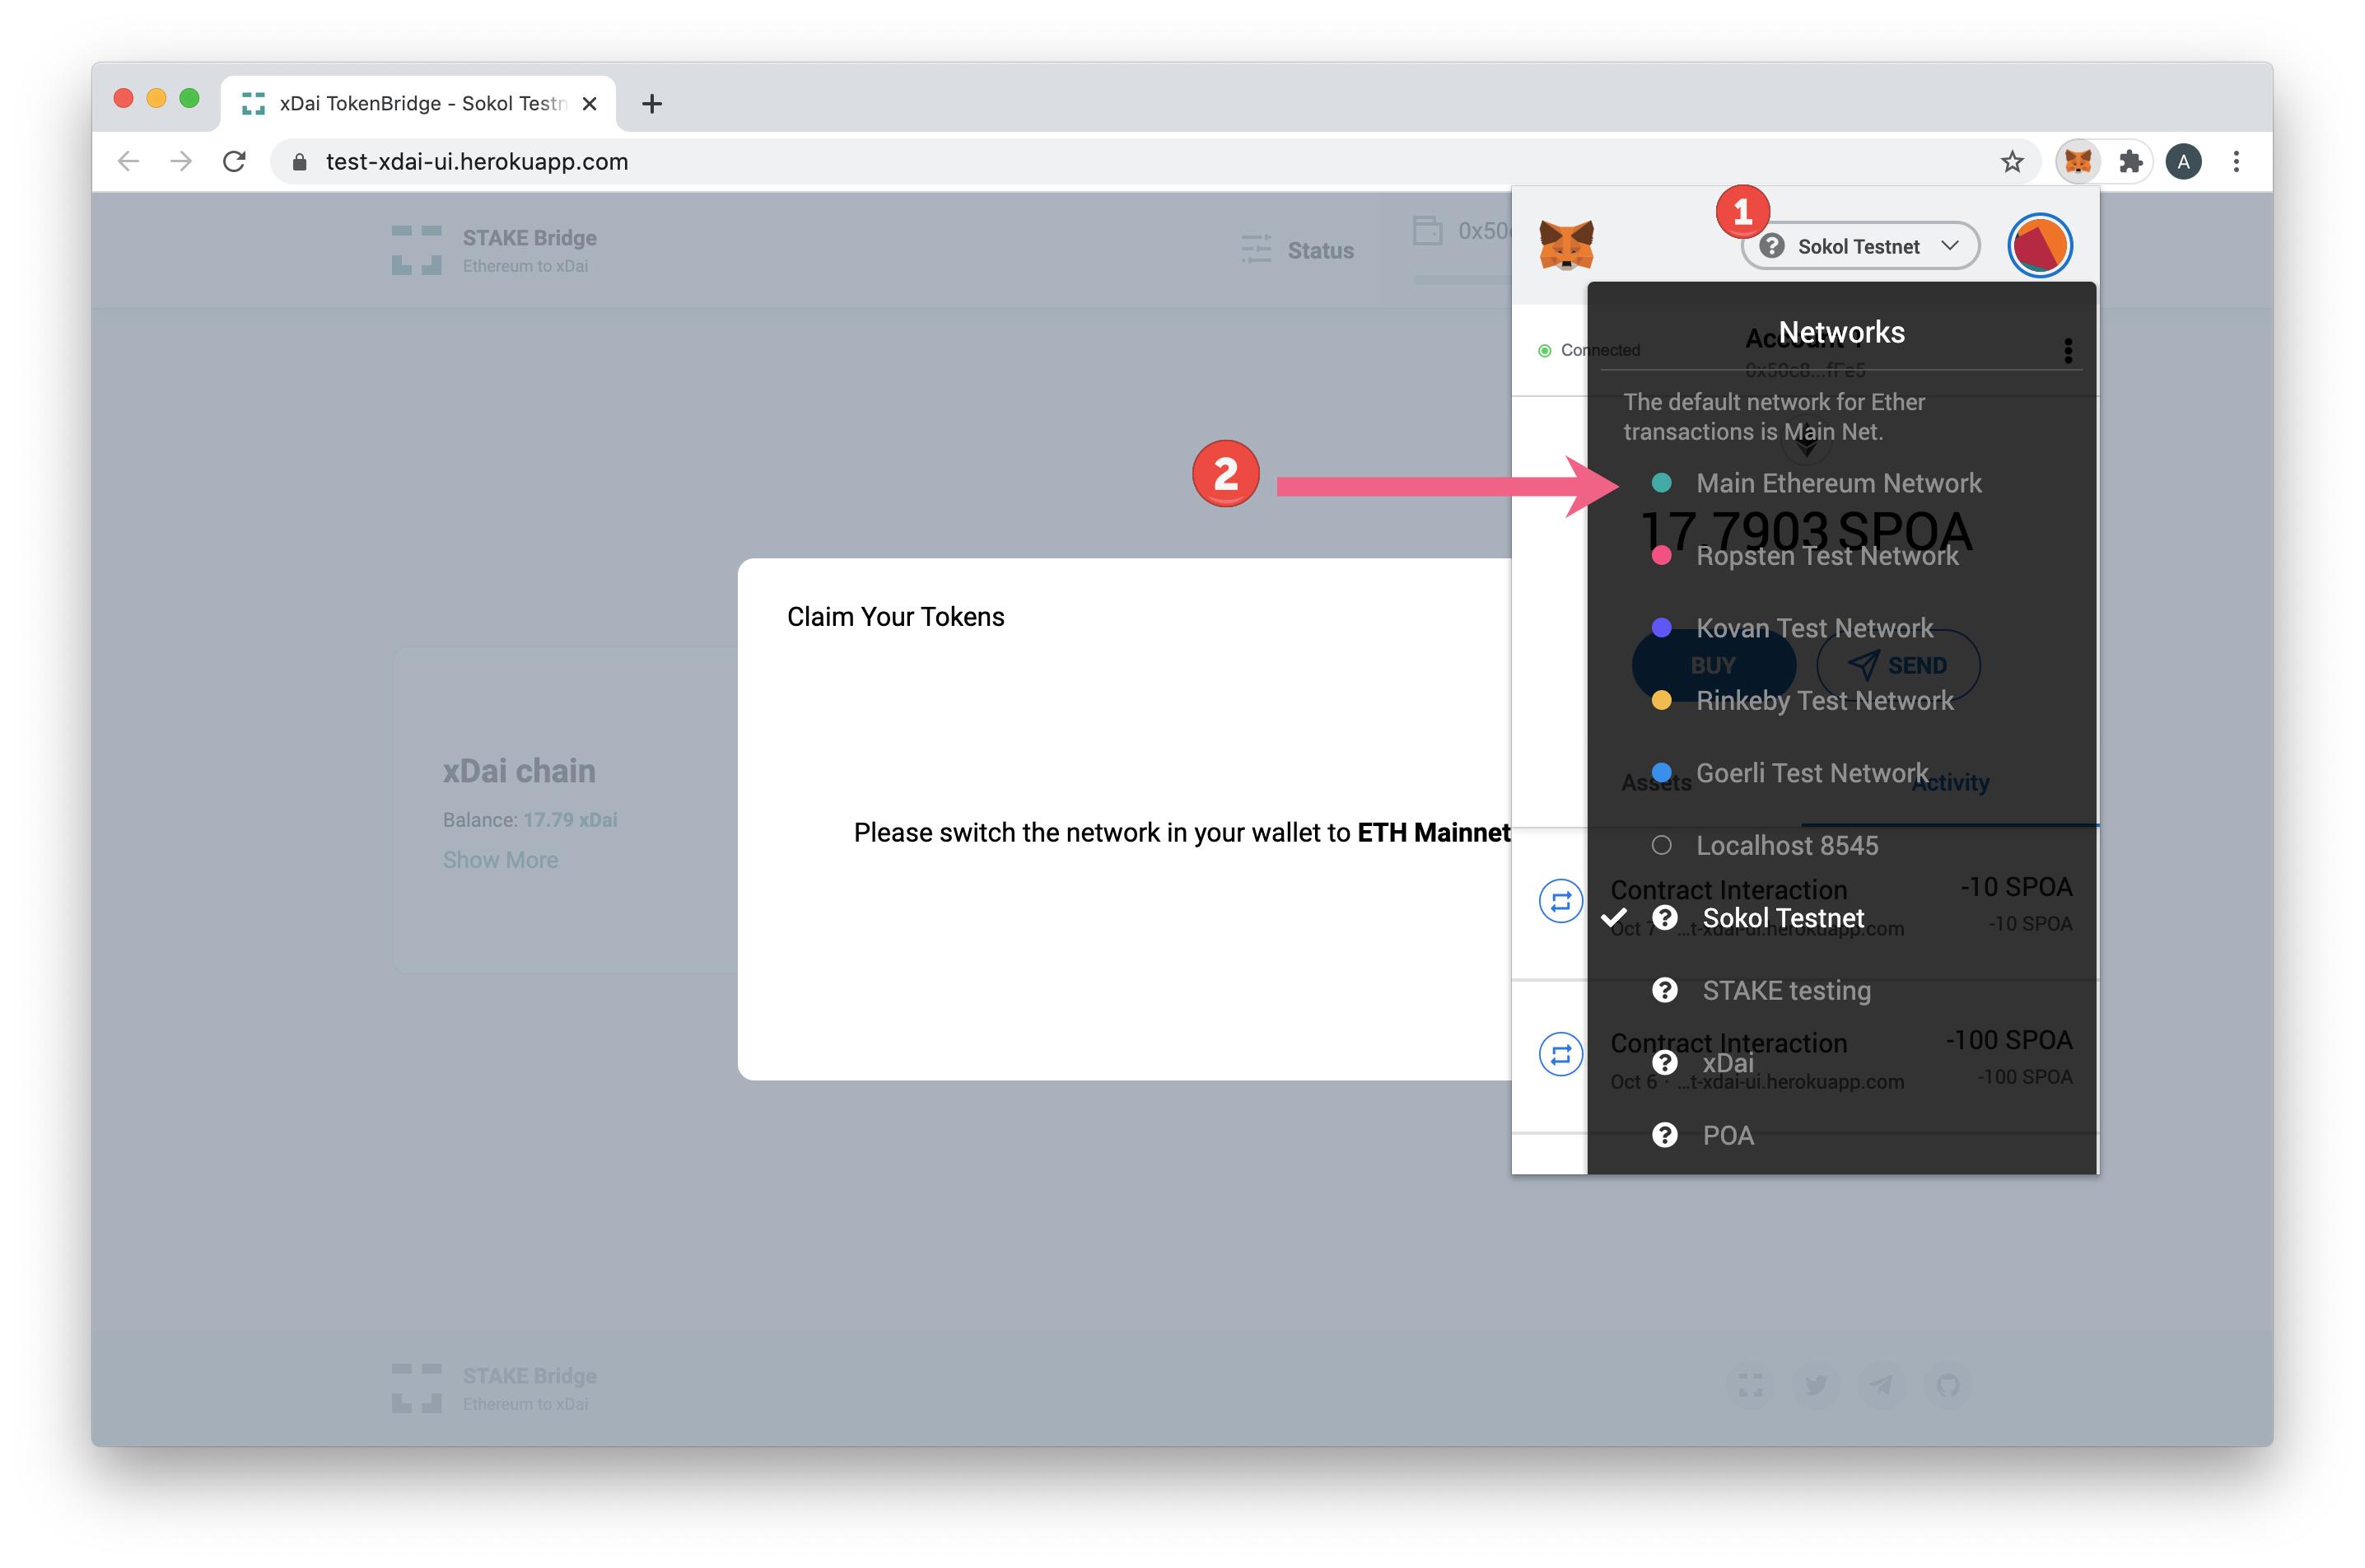 xDai TokenBridge - Sokol Testn
test-xdai-ui.herokuapp.com
A
STAKE Bridge
Ethereum to xDai
Status
0x50
1
Sokol Testnet
Connected
Networks
0x50c8...fFe5
The default network for Ether
transactions is Main Net.
2
Main Ethereum Network
17.7903 SPOA
Ropsten Test Network
Kovan Test Network
BUY
SEND
Rinkeby Test Network
Assets
Goerli Test Network
Activity
Localhost 8545
Claim Your Tokens
Please switch the network in your wallet to ETH Mainnet
xDai chain
Balance: 17.79 xDai
Show More
Contract Interaction
-10 SPOA
Sokol Testnet
Oct 7 · ...t-xdai-ui.herokuapp.com
-10 SPOA
STAKE testing
Contract Interaction
-100 SPOA
xDai
Oct 6 · ...t-xdai-ui.herokuapp.com
-100 SPOA
POA
STAKE Bridge
Ethereum to xDai